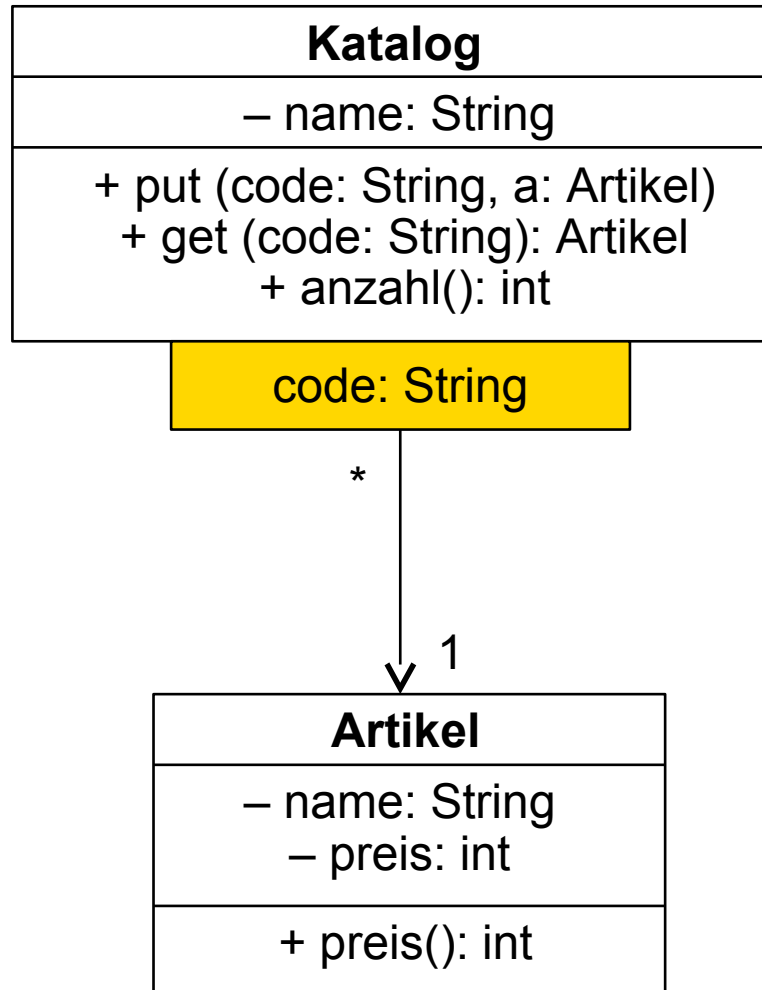 Katalog
– name: String
+ put (code: String, a: Artikel)
+ get (code: String): Artikel
+ anzahl(): int
code: String
*
1
Artikel
– name: String
– preis: int
+ preis(): int